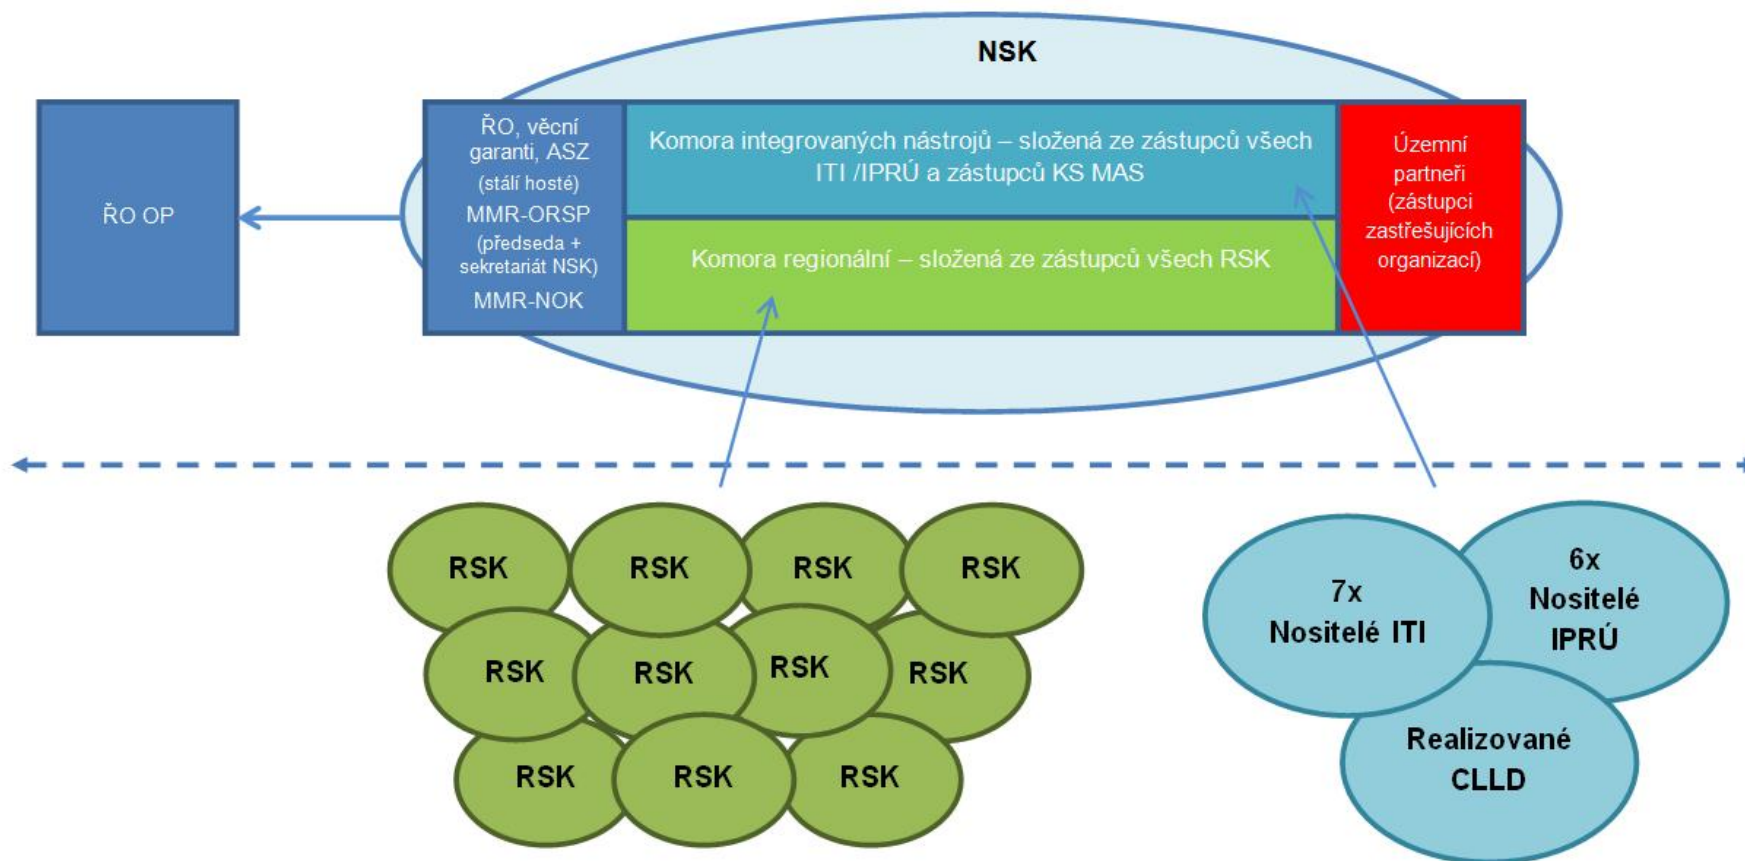 NSK
ŘO OP
ŘO, věcní
garanti, ASZ
(stálí hosté)
MMR-ORSP
(předseda +
sekretariát NSK)
MMR-NOK
Komora integrovaných nástrojů – složená ze zástupců všech
ITI /IPRÚ a zástupců KS MAS
Komora regionální – složená ze zástupců všech RSK
Územní
partneři
(zástupci
zastřešujících
organizací)
RSK
RSK
RSK
RSK
RSK
RSK
RSK
RSK
RSK
RSK
RSK
7x
Nositelé ITI
6x
Nositelé
IPRÚ
Realizované
CLLD